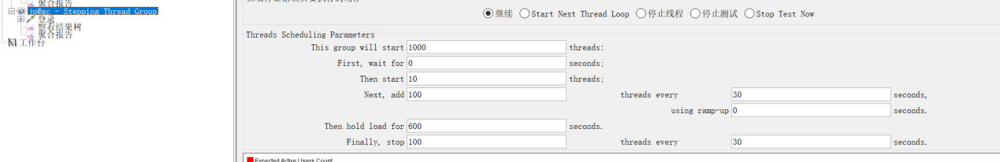 聚合报告
jp@gc - Stepping Thread Group
登录
察看结果树
聚合报告
工作台
继续 Start Next Thread Loop 停止线程 停止测试 Stop Test Now
Threads Scheduling Parameters
This group will start 1000 threads:
First, wait for 0 seconds;
Then start 10 threads;
Next, add 100 threads every 30 seconds,
using ramp-up 0 seconds.
Then hold load for 600 seconds.
Finally, stop 100 threads every 30 seconds.
Expected Active Users Count